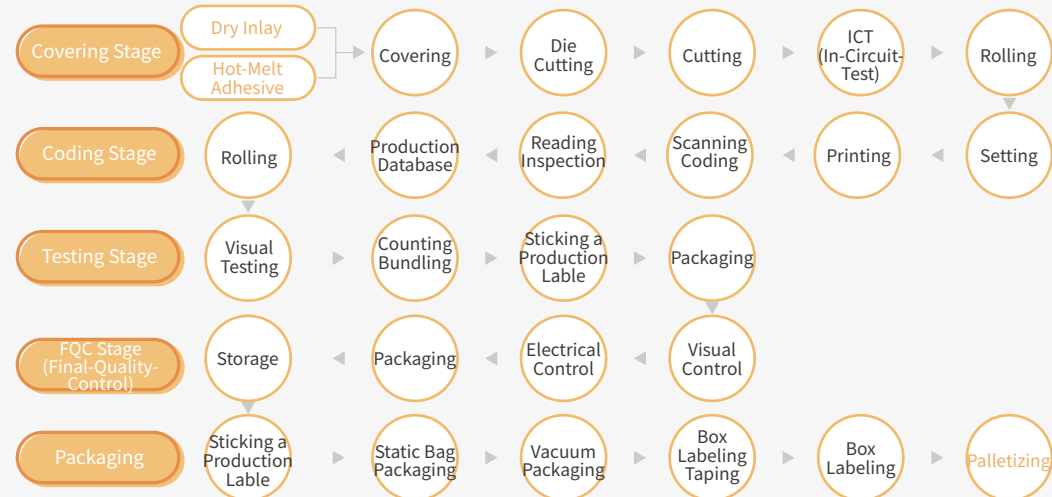 Covering Stage
Dry Inlay
Hot-Melt
Adhesive
Covering
Die
Cutting
Cutting
ICT
(In-Circuit-
Test)
Rolling
Coding Stage
Rolling
Production
Database
Reading
Inspection
Scanning
Coding
Printing
Setting
Testing Stage
Visual
Testing
Counting
Bundling
Sticking a
Production
Lable
Packaging
FQC Stage
(Final-Quality-
Control)
Storage
Packaging
Electrical
Control
Visual
Control
Packaging
Sticking a
Production
Lable
Static Bag
Packaging
Vacuum
Packaging
Box
Labeling
Taping
Box
Labeling
Palletizing